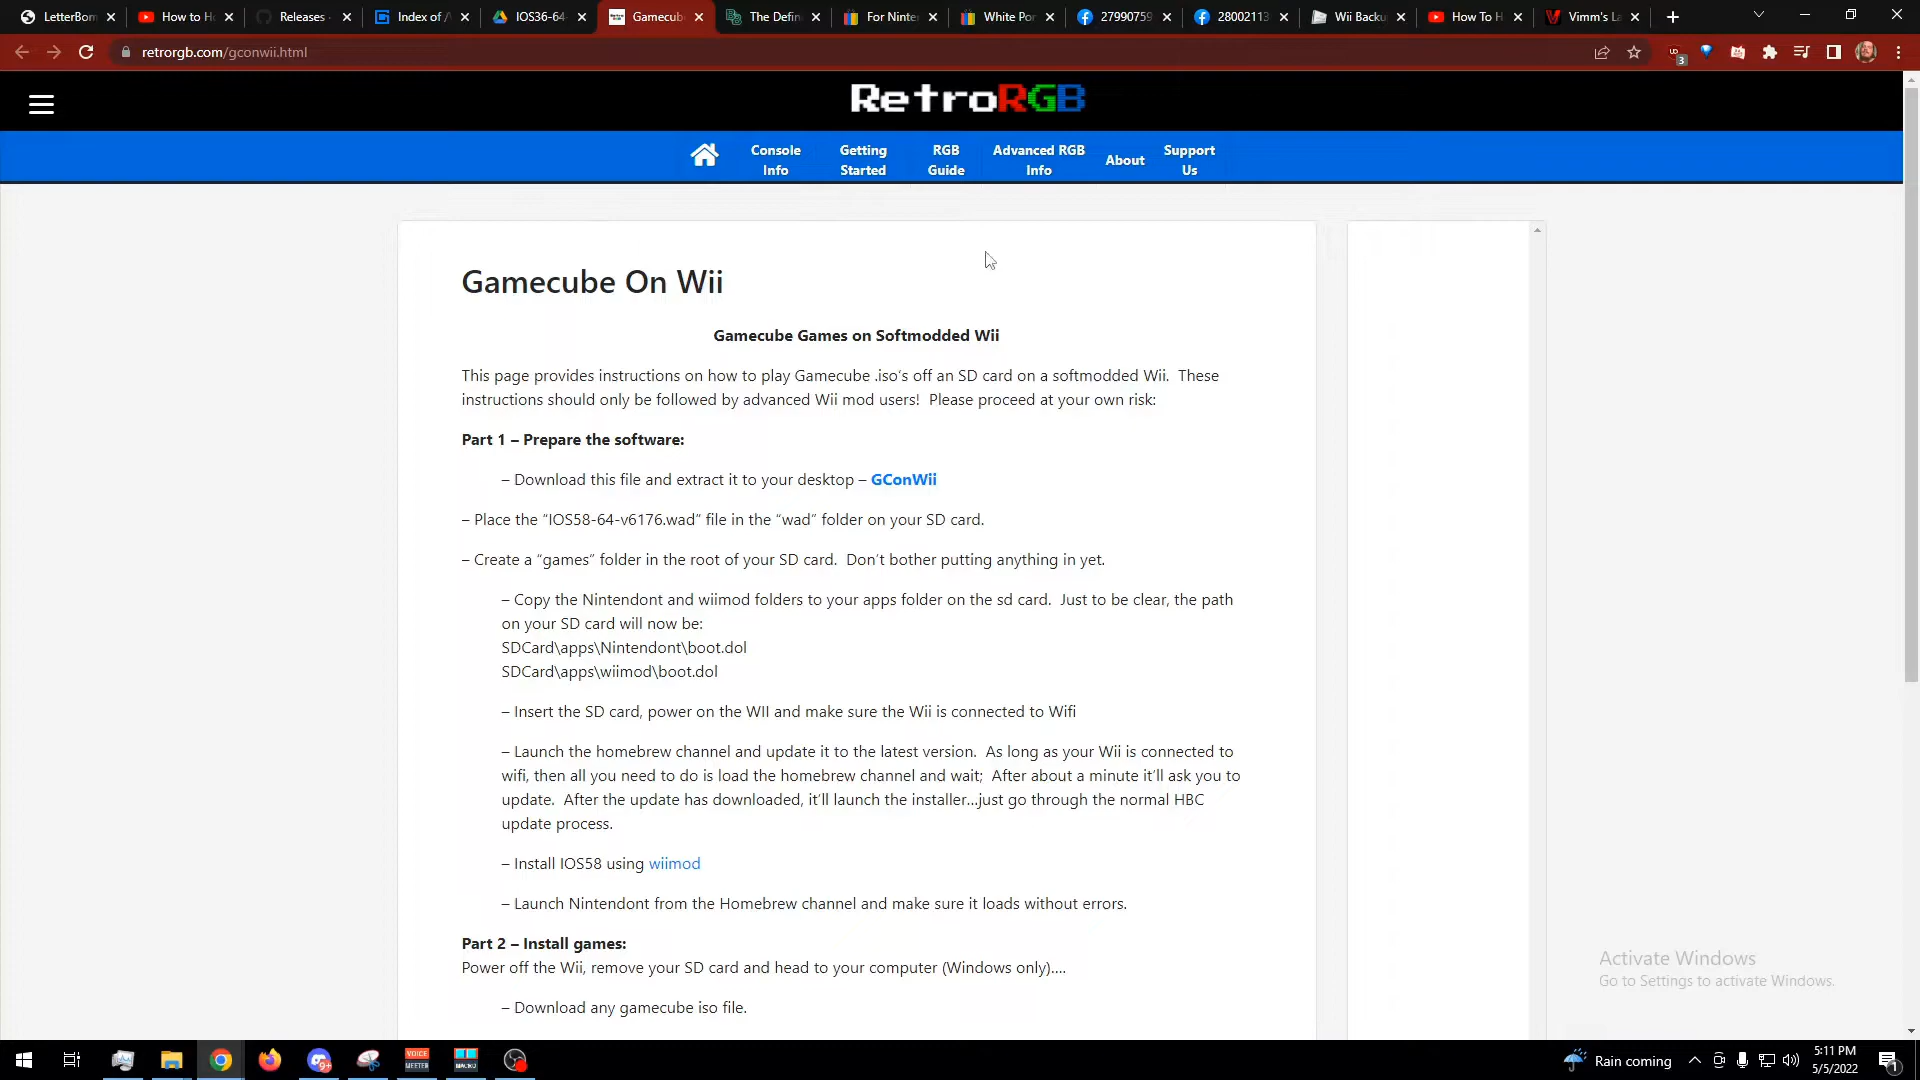 LetterBom
How to H
Releases ·
Index of /
IOS36-64-
Gamecube
The Defin
For Ninte
White Por
27990759
28002113
Wii Backu
How To H
Vimm's La
retrorgb.com/gconwii.html
3
RetroRGB
Console Info
Getting Started
RGB Guide
Advanced RGB Info
About
Support Us
Gamecube On Wii
Gamecube Games on Softmodded Wii
This page provides instructions on how to play Gamecube .iso's off an SD card on a softmodded Wii.  These
instructions should only be followed by advanced Wii mod users!  Please proceed at your own risk:
Part 1 – Prepare the software:
– Download this file and extract it to your desktop – GConWii
– Place the “IOS58-64-v6176.wad” file in the “wad” folder on your SD card.
– Create a “games” folder in the root of your SD card.  Don't bother putting anything in yet.
– Copy the Nintendont and wiimod folders to your apps folder on the sd card.  Just to be clear, the path
on your SD card will now be:
SDCard\apps\Nintendont\boot.dol
SDCard\apps\wiimod\boot.dol
– Insert the SD card, power on the WII and make sure the Wii is connected to Wifi
– Launch the homebrew channel and update it to the latest version.  As long as your Wii is connected to
wifi, then all you need to do is load the homebrew channel and wait;  After about a minute it'll ask you to
update.  After the update has downloaded, it'll launch the installer…just go through the normal HBC
update process.
– Install IOS58 using wiimod
– Launch Nintendont from the Homebrew channel and make sure it loads without errors.
Part 2 – Install games:
Power off the Wii, remove your SD card and head to your computer (Windows only)….
– Download any gamecube iso file.
Activate Windows
Go to Settings to activate Windows.
9+
VOICE
MEETER
MACRO
Rain coming
5:11 PM
5/5/2022
1